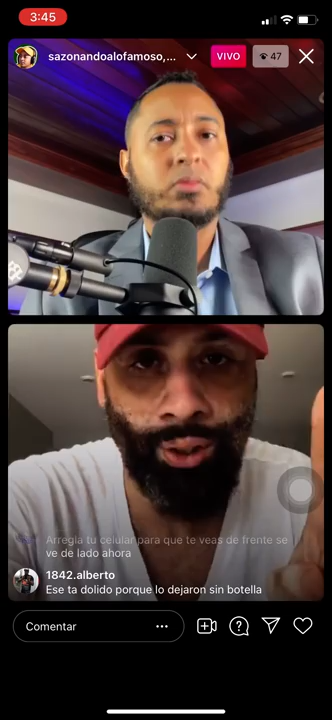 3:45
sazonandoalofamoso,...
VIVO
47
Arregla tu celular para que te veas de frente se
ve de lado ahora
1842.alberto
Ese ta dolido porque lo dejaron sin botella
Comentar